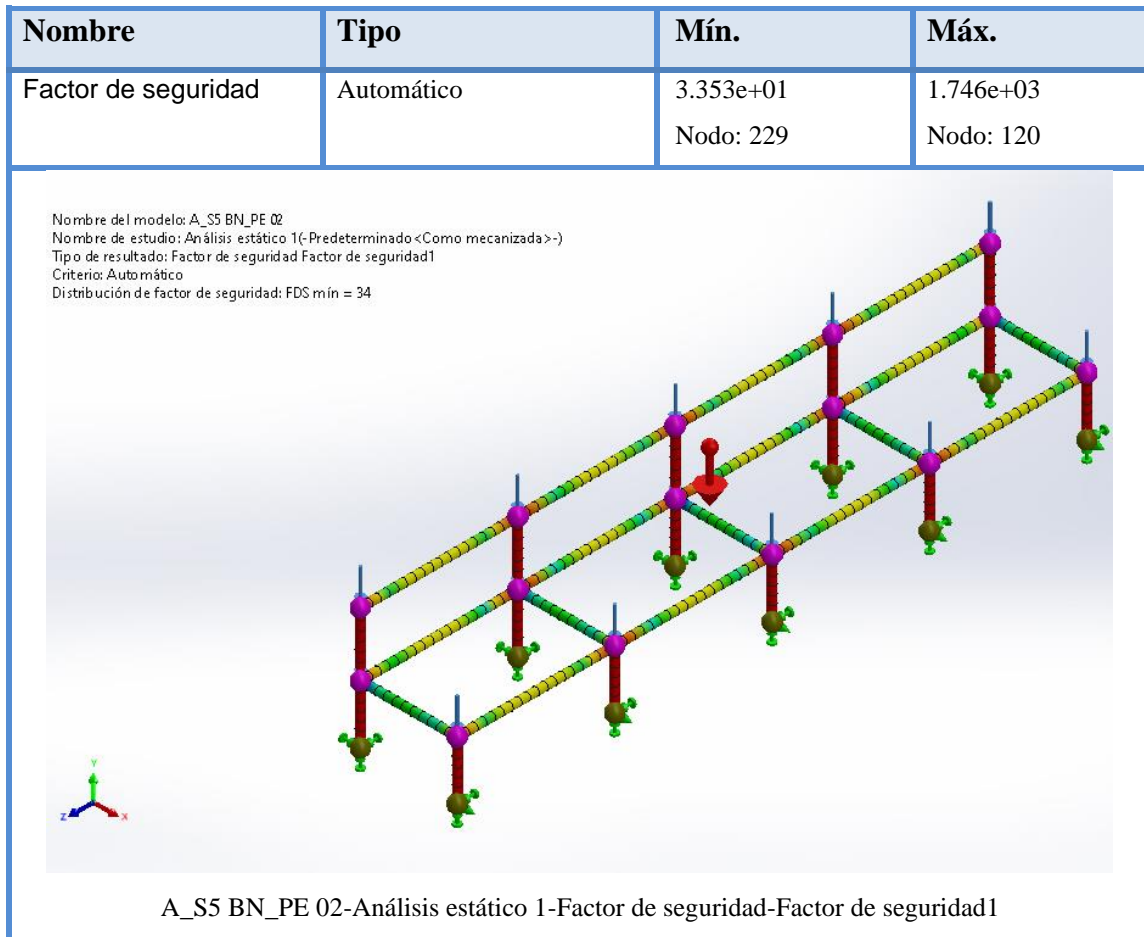 Nombre Tipo Mín. Máx.
Factor de seguridad Automático 3.353e+01 1.746e+03
Nodo: 229 Nodo: 120
Nombre del modelo: A_S5 BN_PE 02
Nombre de estudio: Análisis estático 1(-Predeterminado<Como mecanizada>-)
Tipo de resultado: Factor de seguridad Factor de seguridad1
Criterio: Automático
Distribución de factor de seguridad: FDS mín = 34
Y
Z X
A_S5 BN_PE 02-Análisis estático 1-Factor de seguridad-Factor de seguridad1